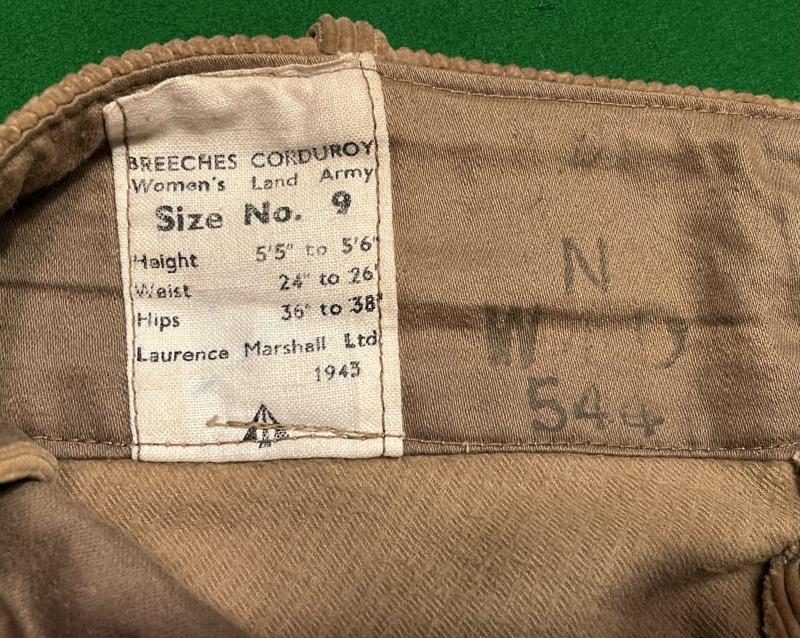 BREECHES CORDUROY
Women's Land Army
Size No. 9
Height 5'5" to 5'6"
Waist 24" to 26"
Hips 36" to 38"
Laurence Marshall Ltd
1943
N
W D
544